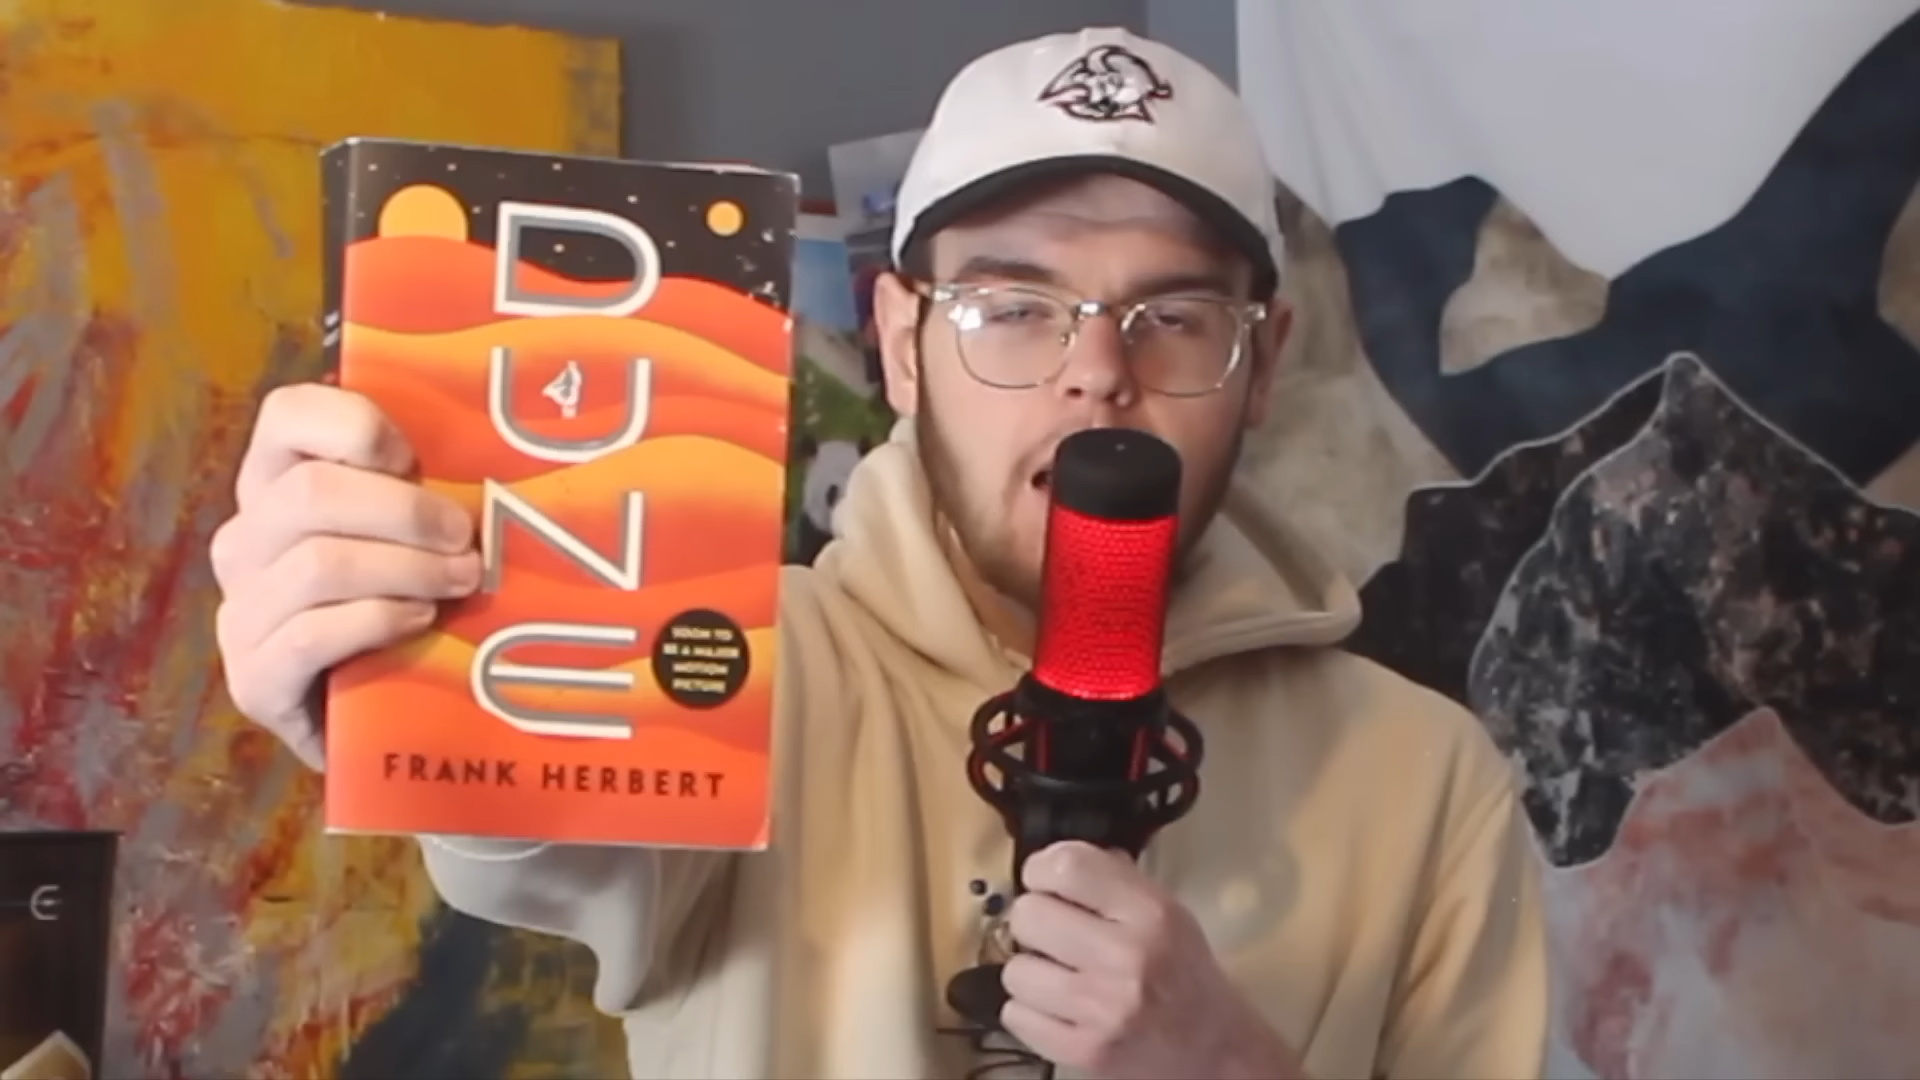 DUNE
SOON TO
BE A MAJOR
MOTION
PICTURE
FRANK HERBERT
E